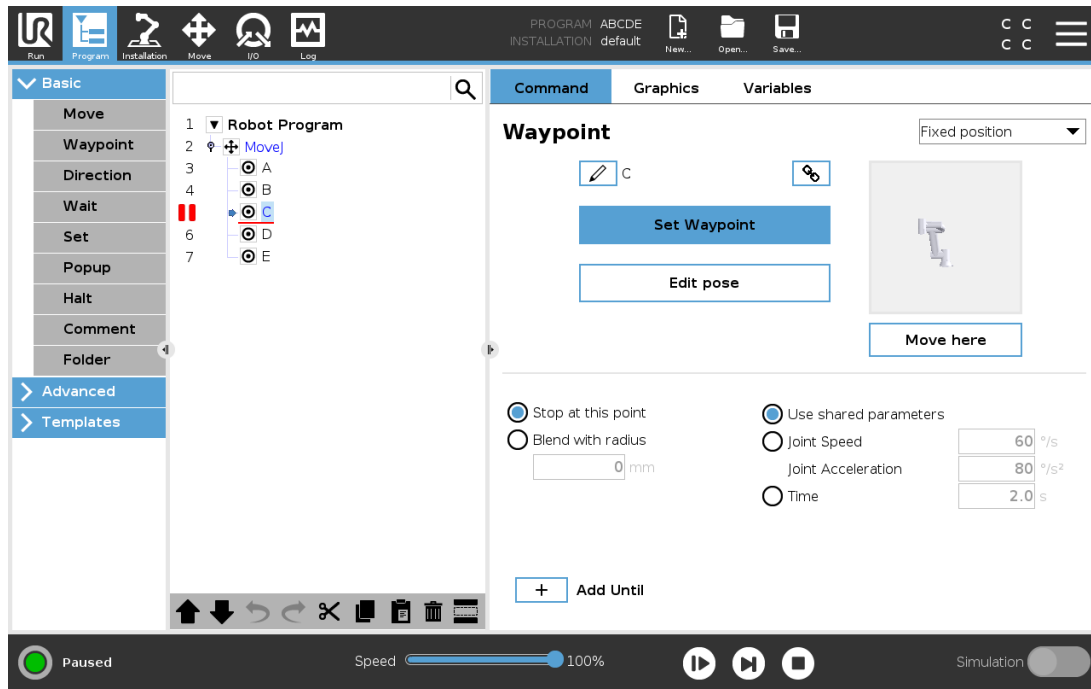 PROGRAM ABCDE
INSTALLATION default
C C
C C
UR
Run
Program
Installation
Move
I/O
Log
New...
Open...
Save...
Basic
Move
Waypoint
Direction
Wait
Set
Popup
Halt
Comment
Folder
Advanced
Templates
1 Robot Program
2 MoveJ
3 A
4 B
C
6 D
7 E
Command Graphics Variables
Waypoint
Fixed position
C
Set Waypoint
Edit pose
Move here
Stop at this point
Blend with radius
0 mm
Use shared parameters
Joint Speed 60 °/s
Joint Acceleration 80 °/s²
Time 2.0 s
+ Add Until
Paused
Speed 100%
Simulation